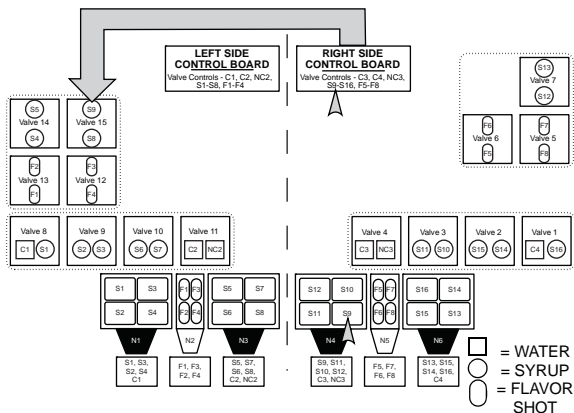 LEFT SIDE
CONTROL BOARD
Valve Controls - C1, C2, NC2,
S1-S8, F1-F4
RIGHT SIDE
CONTROL BOARD
Valve Controls - C3, C4, NC3,
S9-S16, F5-F8
S13
Valve 7
S12
S5
Valve 14
S4
S9
Valve 15
S8
F6
Valve 6
F5
F7
Valve 5
F8
F2
Valve 13
F1
F3
Valve 12
F4
Valve 8
C1 S1
Valve 9
S2 S3
Valve 10
S6 S7
Valve 11
C2 NC2
Valve 4
C3 NC3
Valve 3
S11 S10
Valve 2
S15 S14
Valve 1
C4 S16
S1 S3
S2 S4
F1 F3
F2 F4
S5 S7
S6 S8
S12 S10
S11 S9
F5 F7
F6 F8
S16 S14
S15 S13
N1
N2
N3
N4
N5
N6
S1, S3,
S2, S4
C1
F1, F3,
F2, F4
S5, S7,
S6, S8,
C2, NC2
S9, S11,
S10, S12,
C3, NC3
F5, F7,
F6, F8
S13, S15,
S14, S16,
C4
= WATER
= SYRUP
= FLAVOR
SHOT